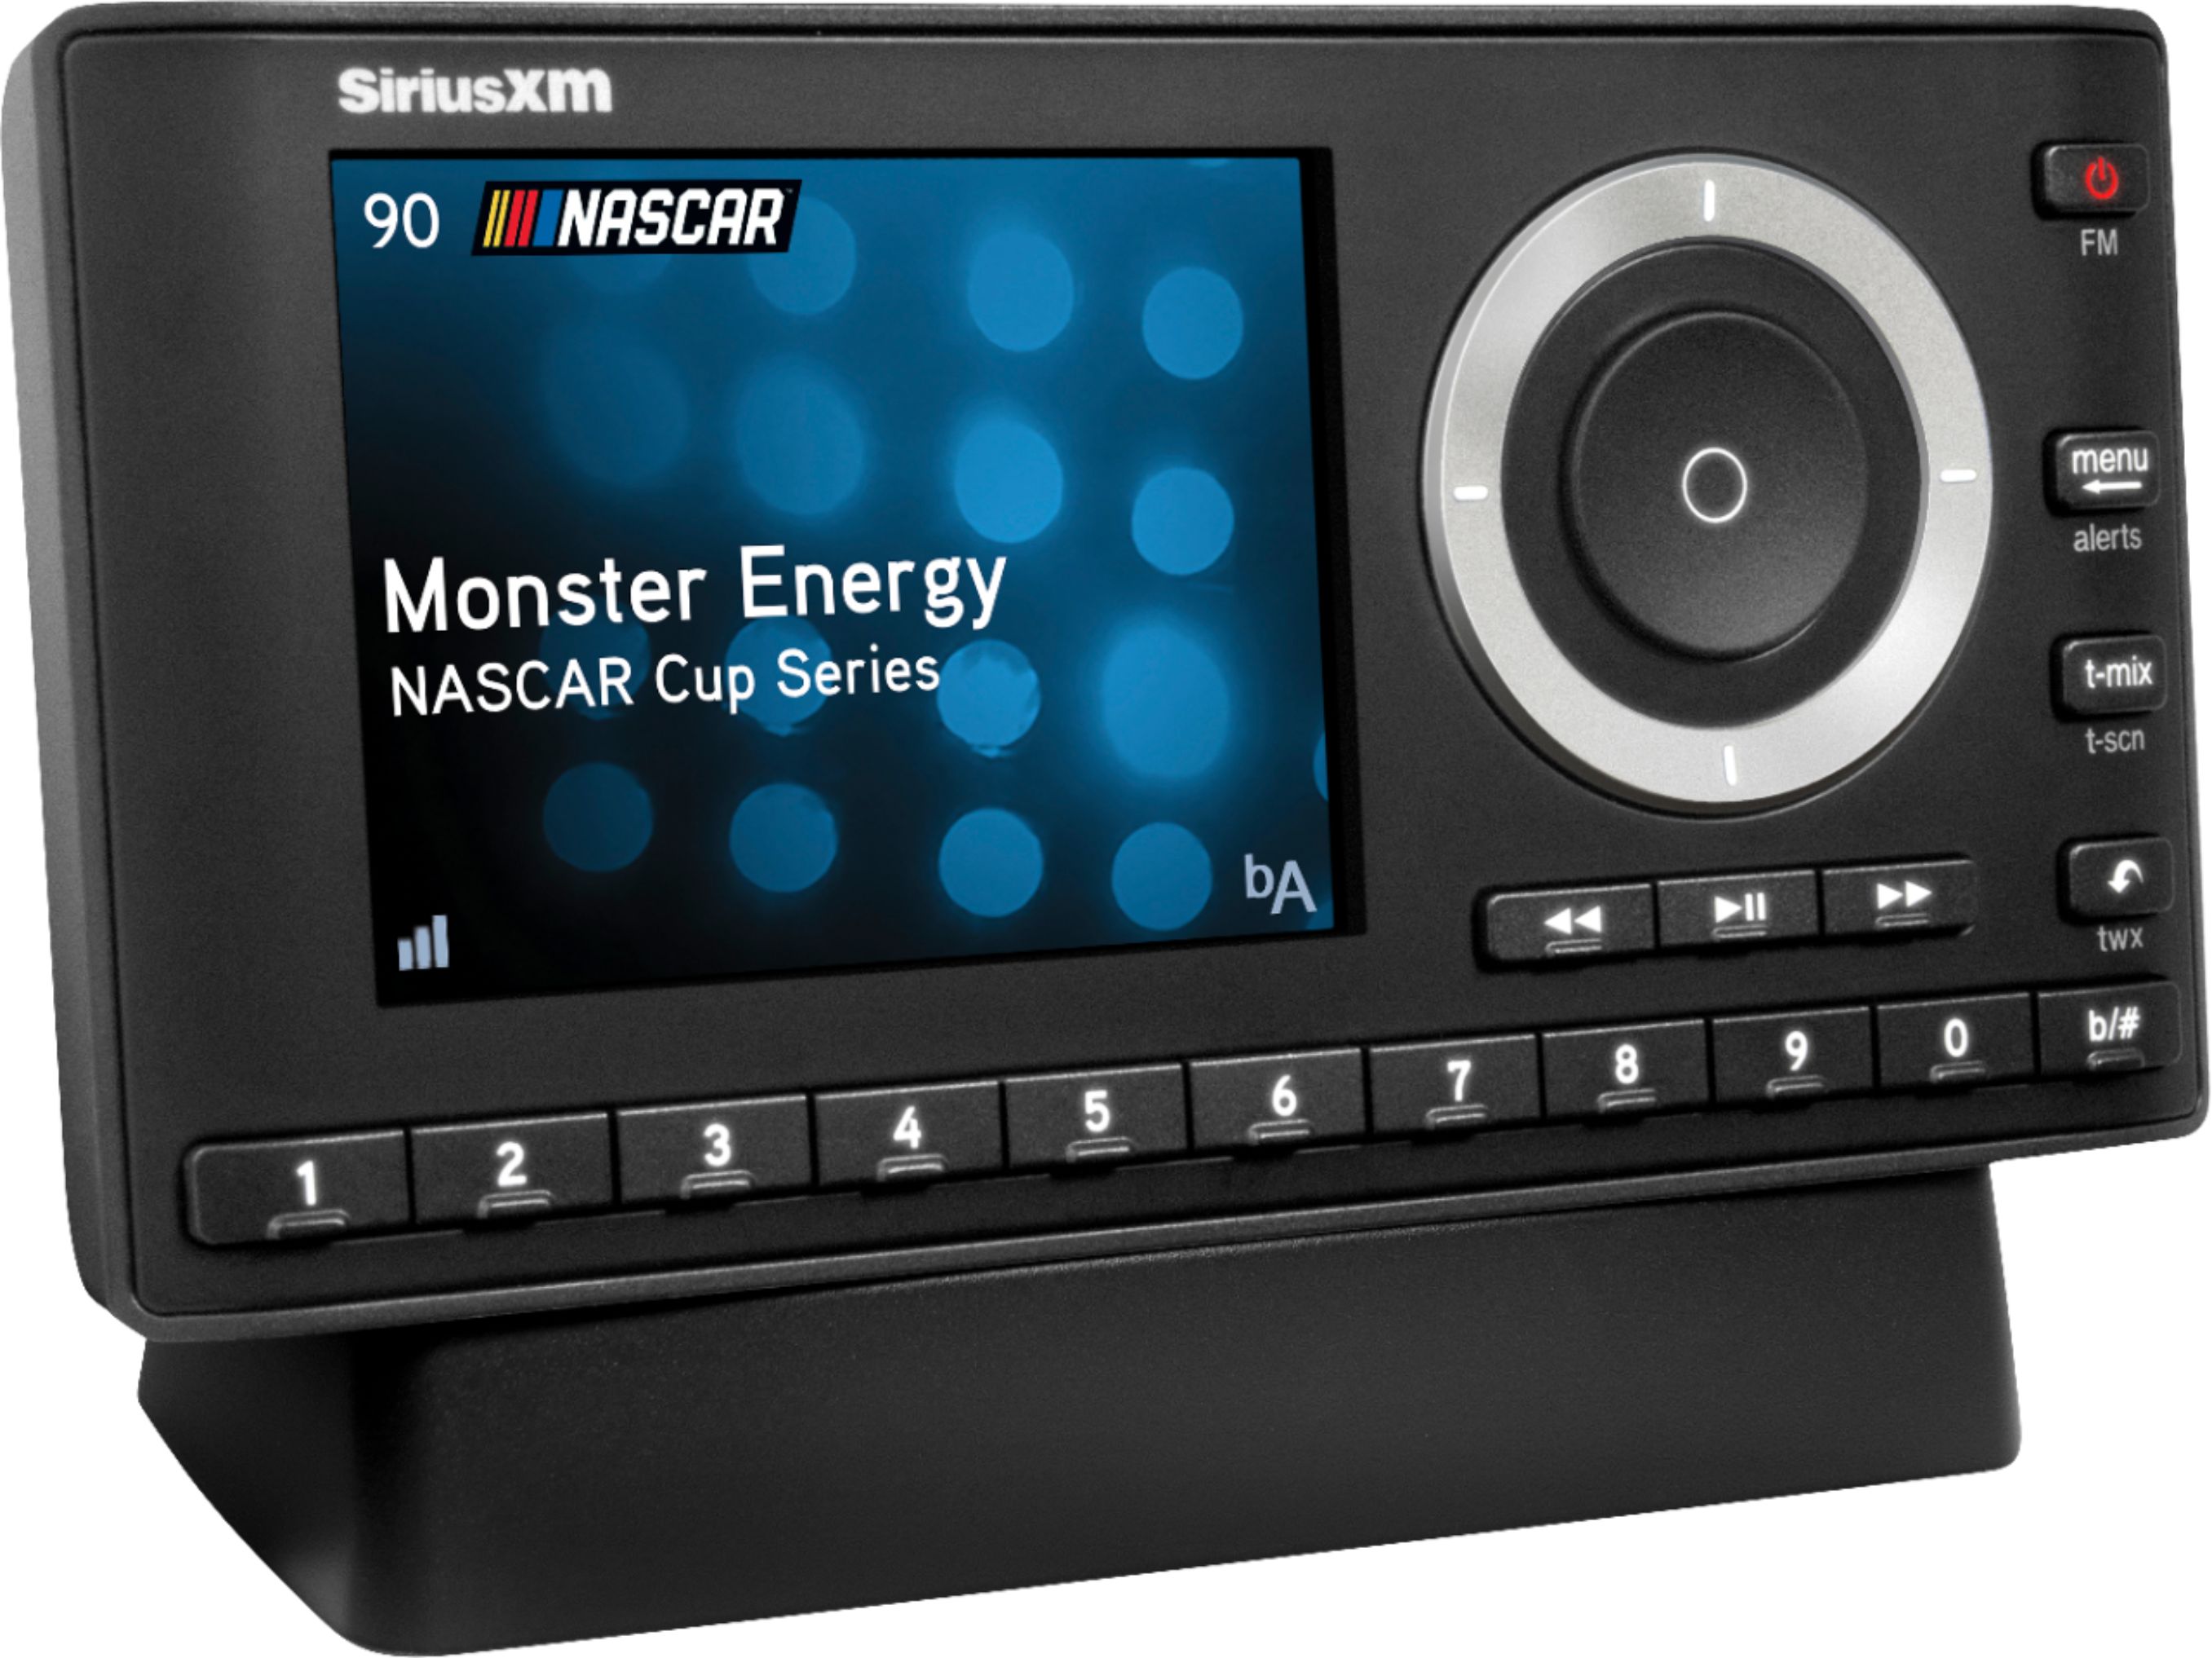 SiriusXm
90 NASCAR
Monster Energy
NASCAR Cup Series
bA
FM
menu
alerts
t-mix
t-scn
twx
1 2 3 4 5 6 7 8 9 0 b/#